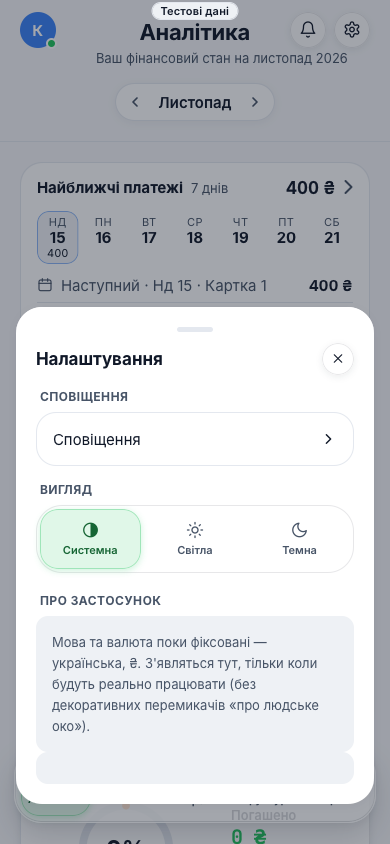 Тестові дані
К
Аналітика
Ваш фінансовий стан на листопад 2026
Листопад
Найближчі платежі 7 днів 400 ₴
НД ПН ВТ СР ЧТ ПТ СБ
15 16 17 18 19 20 21
400
Наступний · Нд 15 · Картка 1 400 ₴
Налаштування
СПОВІЩЕННЯ
Сповіщення
ВИГЛЯД
Системна Світла Темна
ПРО ЗАСТОСУНОК
Мова та валюта поки фіксовані —
українська, ₴. З'являться тут, тільки коли
будуть реально працювати (без
декоративних перемикачів «про людське
око»).
Погашено
0 ₴